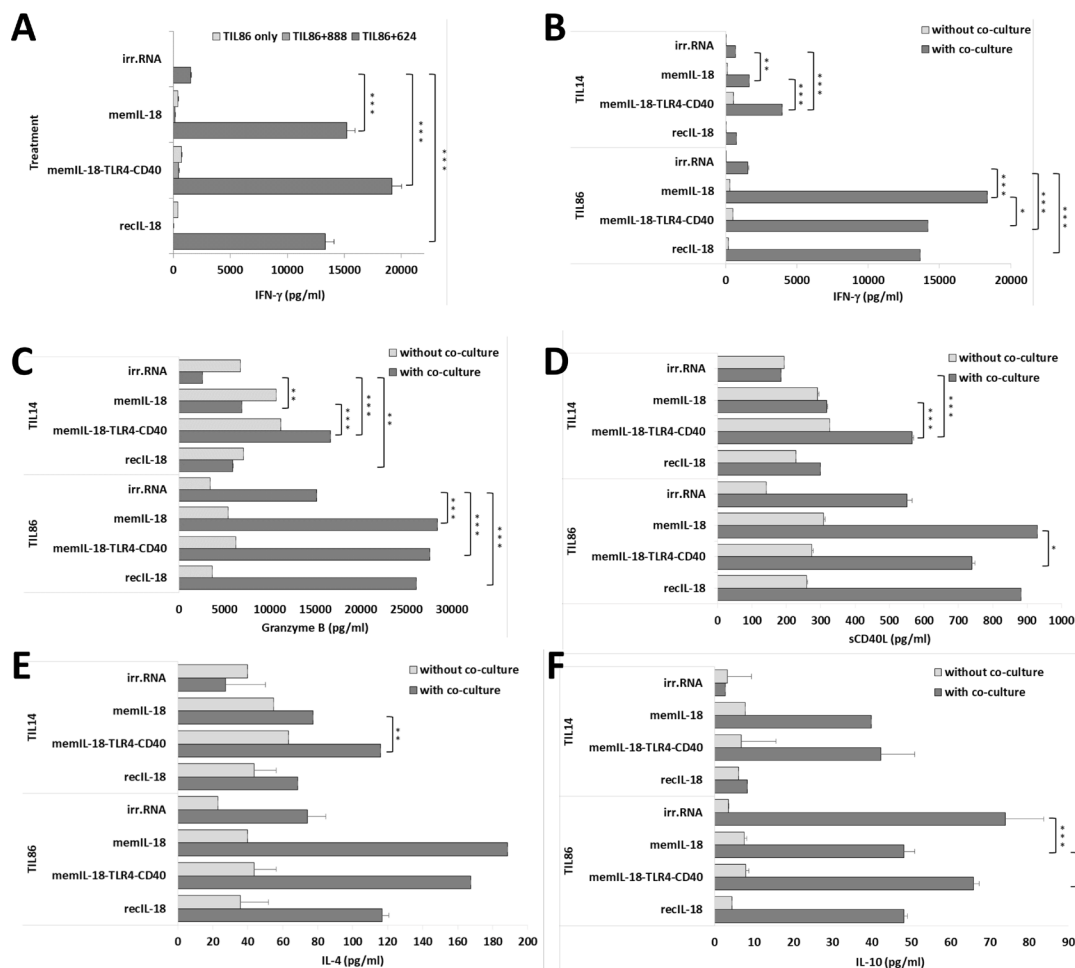 A
TIL86 only TIL86+888 TIL86+624
Treatment
irr.RNA
memIL-18
memIL-18-TLR4-CD40
recIL-18
***
***
***
0 5000 10000 15000 20000
IFN-γ (pg/ml)
B
without co-culture
with co-culture
TIL14
irr.RNA
memIL-18
memIL-18-TLR4-CD40
recIL-18
**
***
***
TIL86
irr.RNA
memIL-18
memIL-18-TLR4-CD40
recIL-18
***
*
***
***
0 5000 10000 15000 20000
IFN-γ (pg/ml)
C
without co-culture
with co-culture
TIL14
irr.RNA
memIL-18
memIL-18-TLR4-CD40
recIL-18
**
***
***
**
TIL86
irr.RNA
memIL-18
memIL-18-TLR4-CD40
recIL-18
***
***
***
0 5000 10000 15000 20000 25000 30000
Granzyme B (pg/ml)
D
without co-culture
with co-culture
TIL14
irr.RNA
memIL-18
memIL-18-TLR4-CD40
recIL-18
***
***
TIL86
irr.RNA
memIL-18
memIL-18-TLR4-CD40
recIL-18
*
0 100 200 300 400 500 600 700 800 900 1000
sCD40L (pg/ml)
E
without co-culture
with co-culture
TIL14
irr.RNA
memIL-18
memIL-18-TLR4-CD40
recIL-18
**
TIL86
irr.RNA
memIL-18
memIL-18-TLR4-CD40
recIL-18
0 20 40 60 80 100 120 140 160 180 200
IL-4 (pg/ml)
F
without co-culture
with co-culture
TIL14
irr.RNA
memIL-18
memIL-18-TLR4-CD40
recIL-18
TIL86
irr.RNA
memIL-18
memIL-18-TLR4-CD40
recIL-18
***
0 10 20 30 40 50 60 70 80 90
IL-10 (pg/ml)